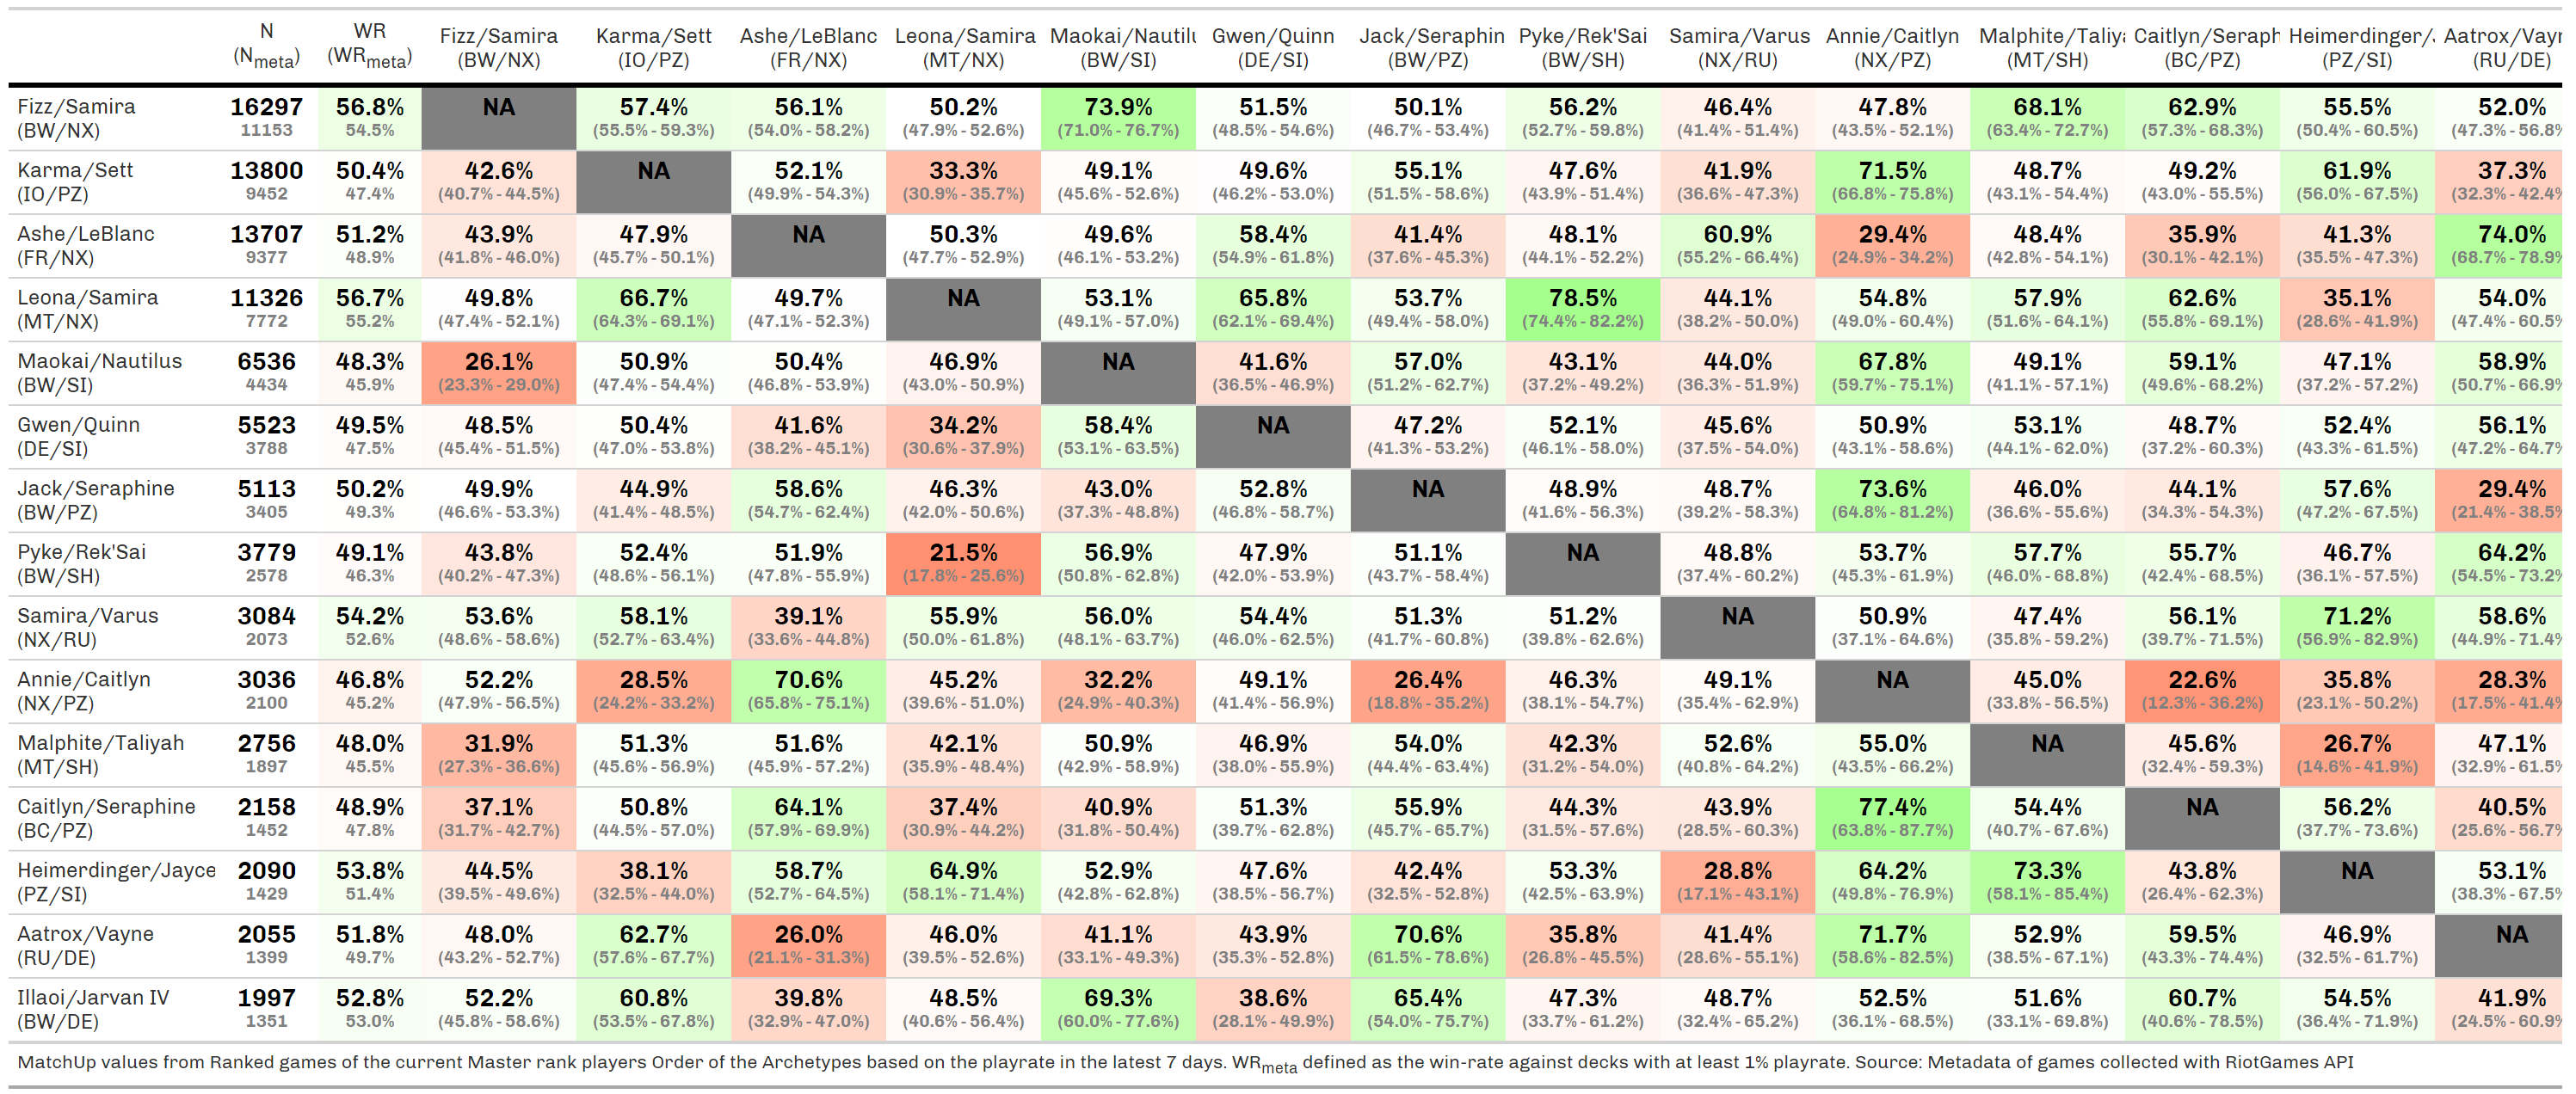 N WR Fizz/Samira Karma/Sett Ashe/LeBlanc Leona/Samira Maokai/Nautilu Gwen/Quinn Jack/Seraphin Pyke/Rek'Sai Samira/Varus Annie/Caitlyn Malphite/Taliya Caitlyn/Seraph Heimerdinger/ Aatrox/Vayn
(Nmeta) (WRmeta) (BW/NX) (IO/PZ) (FR/NX) (MT/NX) (BW/SI) (DE/SI) (BW/PZ) (BW/SH) (NX/RU) (NX/PZ) (MT/SH) (BC/PZ) (PZ/SI) (RU/DE)
Fizz/Samira 16297 56.8% NA 57.4% 56.1% 50.2% 73.9% 51.5% 50.1% 56.2% 46.4% 47.8% 68.1% 62.9% 55.5% 52.0%
(BW/NX) 11153 54.5% (55.5% - 59.3%) (54.0% - 58.2%) (47.9% - 52.6%) (71.0% - 76.7%) (48.5% - 54.6%) (46.7% - 53.4%) (52.7% - 59.8%) (41.4% - 51.4%) (43.5% - 52.1%) (63.4% - 72.7%) (57.3% - 68.3%) (50.4% - 60.5%) (47.3% - 56.8%
Karma/Sett 13800 50.4% 42.6% NA 52.1% 33.3% 49.1% 49.6% 55.1% 47.6% 41.9% 71.5% 48.7% 49.2% 61.9% 37.3%
(IO/PZ) 9452 47.4% (40.7% - 44.5%) (49.9% - 54.3%) (30.9% - 35.7%) (45.6% - 52.6%) (46.2% - 53.0%) (51.5% - 58.6%) (43.9% - 51.4%) (36.6% - 47.3%) (66.8% - 75.8%) (43.1% - 54.4%) (43.0% - 55.5%) (56.0% - 67.5%) (32.3% - 42.4%
Ashe/LeBlanc 13707 51.2% 43.9% 47.9% NA 50.3% 49.6% 58.4% 41.4% 48.1% 60.9% 29.4% 48.4% 35.9% 41.3% 74.0%
(FR/NX) 9377 48.9% (41.8% - 46.0%) (45.7% - 50.1%) (47.7% - 52.9%) (46.1% - 53.2%) (54.9% - 61.8%) (37.6% - 45.3%) (44.1% - 52.2%) (55.2% - 66.4%) (24.9% - 34.2%) (42.8% - 54.1%) (30.1% - 42.1%) (35.5% - 47.3%) (68.7% - 78.9%
Leona/Samira 11326 56.7% 49.8% 66.7% 49.7% NA 53.1% 65.8% 53.7% 78.5% 44.1% 54.8% 57.9% 62.6% 35.1% 54.0%
(MT/NX) 7772 55.2% (47.4% - 52.1%) (64.3% - 69.1%) (47.1% - 52.3%) (49.1% - 57.0%) (62.1% - 69.4%) (49.4% - 58.0%) (74.4% - 82.2%) (38.2% - 50.0%) (49.0% - 60.4%) (51.6% - 64.1%) (55.8% - 69.1%) (28.6% - 41.9%) (47.4% - 60.5%
Maokai/Nautilus 6536 48.3% 26.1% 50.9% 50.4% 46.9% NA 41.6% 57.0% 43.1% 44.0% 67.8% 49.1% 59.1% 47.1% 58.9%
(BW/SI) 4434 45.9% (23.3% - 29.0%) (47.4% - 54.4%) (46.8% - 53.9%) (43.0% - 50.9%) (36.5% - 46.9%) (51.2% - 62.7%) (37.2% - 49.2%) (36.3% - 51.9%) (59.7% - 75.1%) (41.1% - 57.1%) (49.6% - 68.2%) (37.2% - 57.2%) (50.7% - 66.9%
Gwen/Quinn 5523 49.5% 48.5% 50.4% 41.6% 34.2% 58.4% NA 47.2% 52.1% 45.6% 50.9% 53.1% 48.7% 52.4% 56.1%
(DE/SI) 3788 47.5% (45.4% - 51.5%) (47.0% - 53.8%) (38.2% - 45.1%) (30.6% - 37.9%) (53.1% - 63.5%) (41.3% - 53.2%) (46.1% - 58.0%) (37.5% - 54.0%) (43.1% - 58.6%) (44.1% - 62.0%) (37.2% - 60.3%) (43.3% - 61.5%) (47.2% - 64.7%
Jack/Seraphine 5113 50.2% 49.9% 44.9% 58.6% 46.3% 43.0% 52.8% NA 48.9% 48.7% 73.6% 46.0% 44.1% 57.6% 29.4%
(BW/PZ) 3405 49.3% (46.6% - 53.3%) (41.4% - 48.5%) (54.7% - 62.4%) (42.0% - 50.6%) (37.3% - 48.8%) (46.8% - 58.7%) (41.6% - 56.3%) (39.2% - 58.3%) (64.8% - 81.2%) (36.6% - 55.6%) (34.3% - 54.3%) (47.2% - 67.5%) (21.4% - 38.5%
Pyke/Rek'Sai 3779 49.1% 43.8% 52.4% 51.9% 21.5% 56.9% 47.9% 51.1% NA 48.8% 53.7% 57.7% 55.7% 46.7% 64.2%
(BW/SH) 2578 46.3% (40.2% - 47.3%) (48.6% - 56.1%) (47.8% - 55.9%) (17.8% - 25.6%) (50.8% - 62.8%) (42.0% - 53.9%) (43.7% - 58.4%) (37.4% - 60.2%) (45.3% - 61.9%) (46.0% - 68.8%) (42.4% - 68.5%) (36.1% - 57.5%) (54.5% - 73.2%
Samira/Varus 3084 54.2% 53.6% 58.1% 39.1% 55.9% 56.0% 54.4% 51.3% 51.2% NA 50.9% 47.4% 56.1% 71.2% 58.6%
(NX/RU) 2073 52.6% (48.6% - 58.6%) (52.7% - 63.4%) (33.6% - 44.8%) (50.0% - 61.8%) (48.1% - 63.7%) (46.0% - 62.5%) (41.7% - 60.8%) (39.8% - 62.6%) (37.1% - 64.6%) (35.8% - 59.2%) (39.7% - 71.5%) (56.9% - 82.9%) (44.9% - 71.4%
Annie/Caitlyn 3036 46.8% 52.2% 28.5% 70.6% 45.2% 32.2% 49.1% 26.4% 46.3% 49.1% NA 45.0% 22.6% 35.8% 28.3%
(NX/PZ) 2100 45.2% (47.9% - 56.5%) (24.2% - 33.2%) (65.8% - 75.1%) (39.6% - 51.0%) (24.9% - 40.3%) (41.4% - 56.9%) (18.8% - 35.2%) (38.1% - 54.7%) (35.4% - 62.9%) (33.8% - 56.5%) (12.3% - 36.2%) (23.1% - 50.2%) (17.5% - 41.4%
Malphite/Taliyah 2756 48.0% 31.9% 51.3% 51.6% 42.1% 50.9% 46.9% 54.0% 42.3% 52.6% 55.0% NA 45.6% 26.7% 47.1%
(MT/SH) 1897 45.5% (27.3% - 36.6%) (45.6% - 56.9%) (45.9% - 57.2%) (35.9% - 48.4%) (42.9% - 58.9%) (38.0% - 55.9%) (44.4% - 63.4%) (31.2% - 54.0%) (40.8% - 64.2%) (43.5% - 66.2%) (32.4% - 59.3%) (14.6% - 41.9%) (32.9% - 61.5%
Caitlyn/Seraphine 2158 48.9% 37.1% 50.8% 64.1% 37.4% 40.9% 51.3% 55.9% 44.3% 43.9% 77.4% 54.4% NA 56.2% 40.5%
(BC/PZ) 1452 47.8% (31.7% - 42.7%) (44.5% - 57.0%) (57.9% - 69.9%) (30.9% - 44.2%) (31.8% - 50.4%) (39.7% - 62.8%) (45.7% - 65.7%) (31.5% - 57.6%) (28.5% - 60.3%) (63.8% - 87.7%) (40.7% - 67.6%) (37.7% - 73.6%) (25.6% - 56.7%
Heimerdinger/Jayce 2090 53.8% 44.5% 38.1% 58.7% 64.9% 52.9% 47.6% 42.4% 53.3% 28.8% 64.2% 73.3% 43.8% NA 53.1%
(PZ/SI) 1429 51.4% (39.5% - 49.6%) (32.5% - 44.0%) (52.7% - 64.5%) (58.1% - 71.4%) (42.8% - 62.8%) (38.5% - 56.7%) (32.5% - 52.8%) (42.5% - 63.9%) (17.1% - 43.1%) (49.8% - 76.9%) (58.1% - 85.4%) (26.4% - 62.3%) (38.3% - 67.5%
Aatrox/Vayne 2055 51.8% 48.0% 62.7% 26.0% 46.0% 41.1% 43.9% 70.6% 35.8% 41.4% 71.7% 52.9% 59.5% 46.9% NA
(RU/DE) 1399 49.7% (43.2% - 52.7%) (57.6% - 67.7%) (21.1% - 31.3%) (39.5% - 52.6%) (33.1% - 49.3%) (35.3% - 52.8%) (61.5% - 78.6%) (26.8% - 45.5%) (28.6% - 55.1%) (58.6% - 82.5%) (38.5% - 67.1%) (43.3% - 74.4%) (32.5% - 61.7%)
Illaoi/Jarvan IV 1997 52.8% 52.2% 60.8% 39.8% 48.5% 69.3% 38.6% 65.4% 47.3% 48.7% 52.5% 51.6% 60.7% 54.5% 41.9%
(BW/DE) 1351 53.0% (45.8% - 58.6%) (53.5% - 67.8%) (32.9% - 47.0%) (40.6% - 56.4%) (60.0% - 77.6%) (28.1% - 49.9%) (54.0% - 75.7%) (33.7% - 61.2%) (32.4% - 65.2%) (36.1% - 68.5%) (33.1% - 69.8%) (40.6% - 78.5%) (36.4% - 71.9%) (24.5% - 60.9%
MatchUp values from Ranked games of the current Master rank players Order of the Archetypes based on the playrate in the latest 7 days. WRmeta defined as the win-rate against decks with at least 1% playrate. Source: Metadata of games collected with RiotGames API